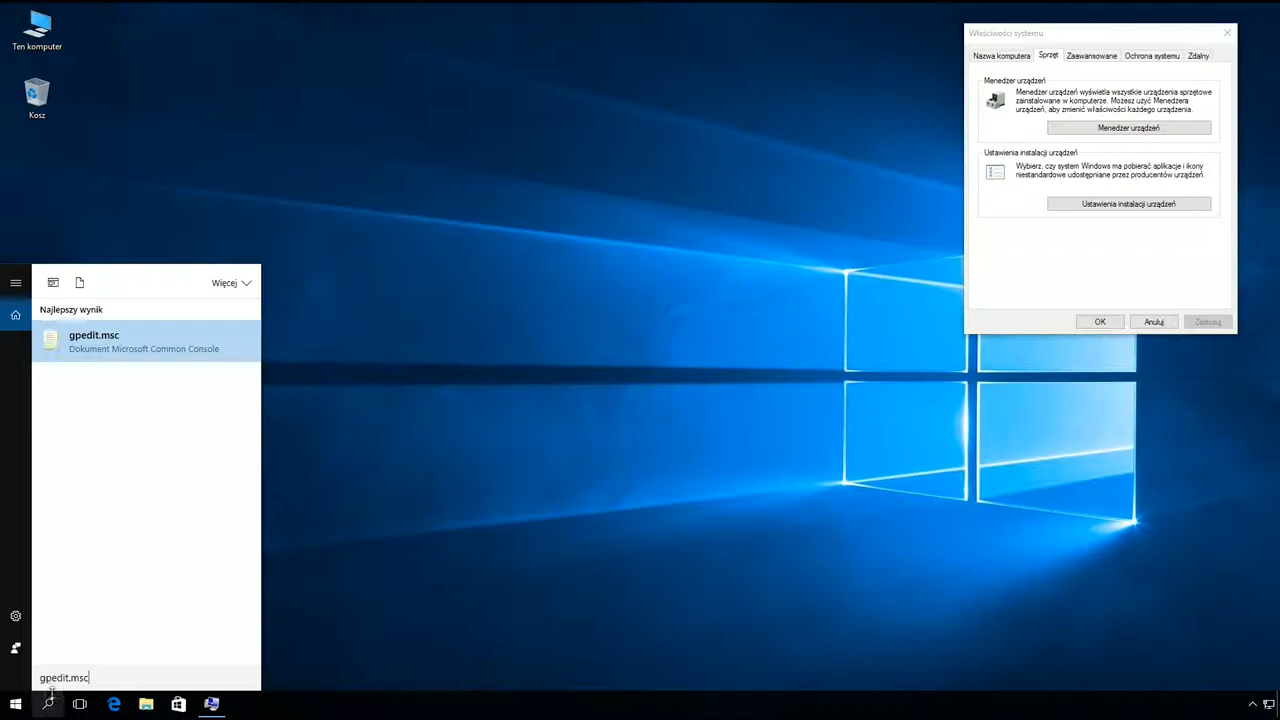 Ten komputer
Kosz
Właściwości systemu
Nazwa komputera
Sprzęt
Zaawansowane
Ochrona systemu
Zdalny
Menedżer urządzeń
Menedżer urządzeń wyświetla wszystkie urządzenia sprzętowe
zainstalowane w komputerze. Możesz użyć Menedżera
urządzeń, aby zmienić właściwości każdego urządzenia.
Menedżer urządzeń
Ustawienia instalacji urządzeń
Wybierz, czy system Windows ma pobierać aplikacje i ikony
niestandardowe udostępniane przez producentów urządzeń.
Ustawienia instalacji urządzeń
OK
Anuluj
Zastosuj
Więcej
Najlepszy wynik
gpedit.msc
Dokument Microsoft Common Console
gpedit.msc